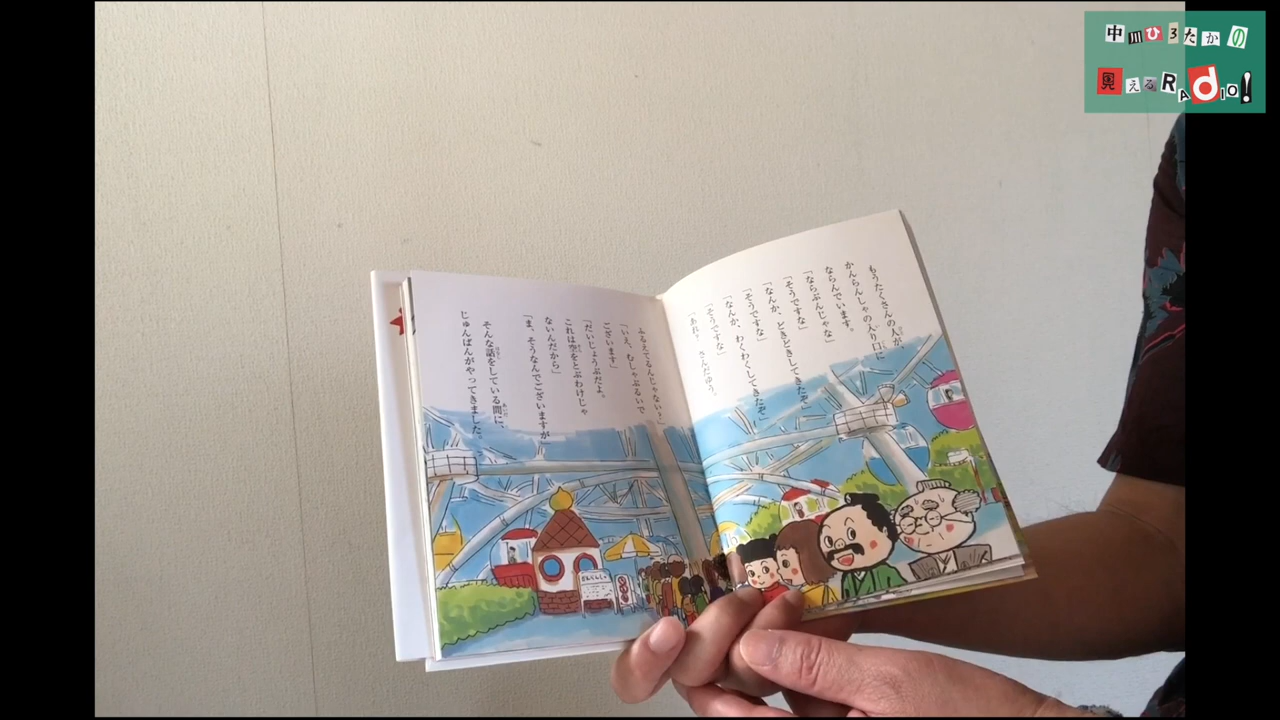 中川ひろたかの
見えるRADIO!
もうたくさんの人が、
かんらんしゃの入り口に
ならんでいます。
「ならぶんじゃな」
「そうですな」
「なんか、どきどきしてきたぞ」
「そうですな」
「なんか、わくわくしてきたぞ」
「そうですな」
「あれ？　さんだゆう、
ふるえてるんじゃない？」
「いえ、むしゃぶるいで
ございます」
「だいじょうぶだよ。
これは空をとぶわけじゃ
ないんだから」
「ま、そうなんでございますが」
そんな話をしている間に、
じゅんばんがやってきました。
かんらんしゃ
16